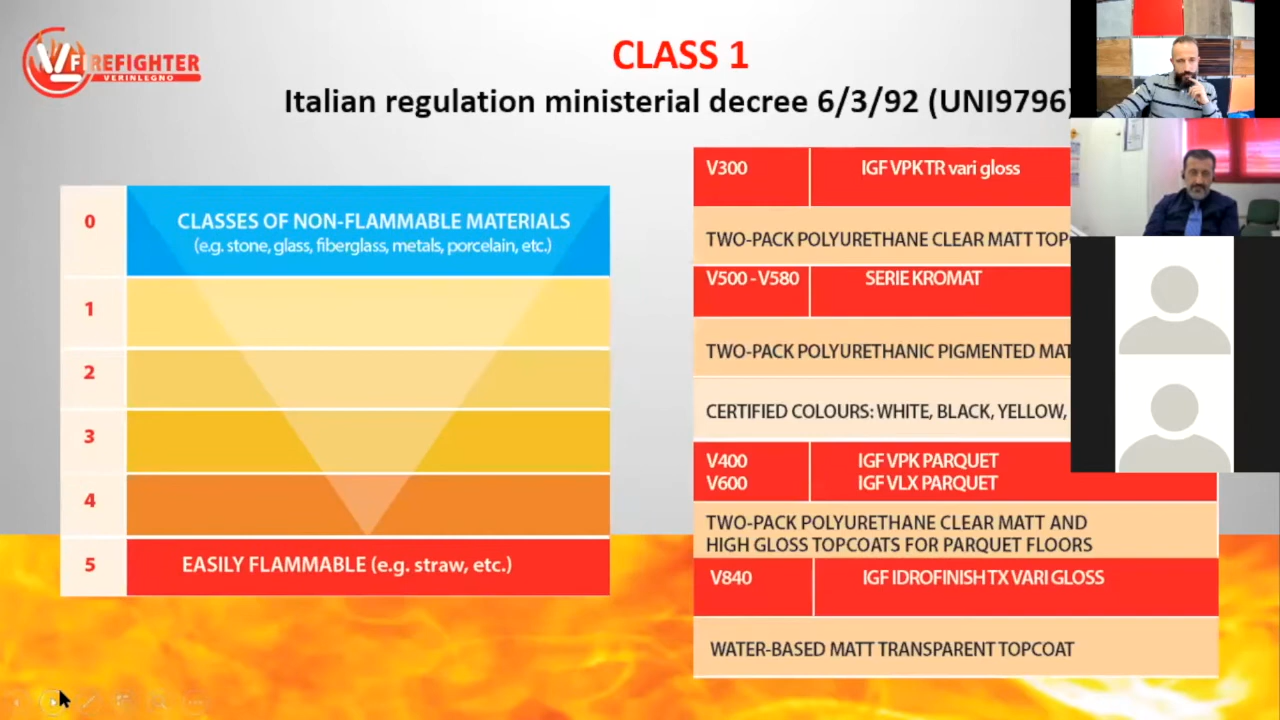 VFIREFIGHTER
VERINLEGNO
CLASS 1
Italian regulation ministerial decree 6/3/92 (UNI9796)
0
CLASSES OF NON-FLAMMABLE MATERIALS
(e.g. stone, glass, fiberglass, metals, porcelain, etc.)
1
2
3
4
5
EASILY FLAMMABLE (e.g. straw, etc.)
V300
IGF VPKTR vari gloss
TWO-PACK POLYURETHANE CLEAR MATT
V500 - V580
SERIE KROMAT
TWO-PACK POLYURETHANIC PIGMENTED
CERTIFIED COLOURS: WHITE, BLACK, YELLOW,
V400
IGF VPK PARQUET
V600
IGF VLX PARQUET
TWO-PACK POLYURETHANE CLEAR MATT AND
HIGH GLOSS TOPCOATS FOR PARQUET FLOORS
V840
IGF IDROFINISH TX VARI GLOSS
WATER-BASED MATT TRANSPARENT TOPCOAT